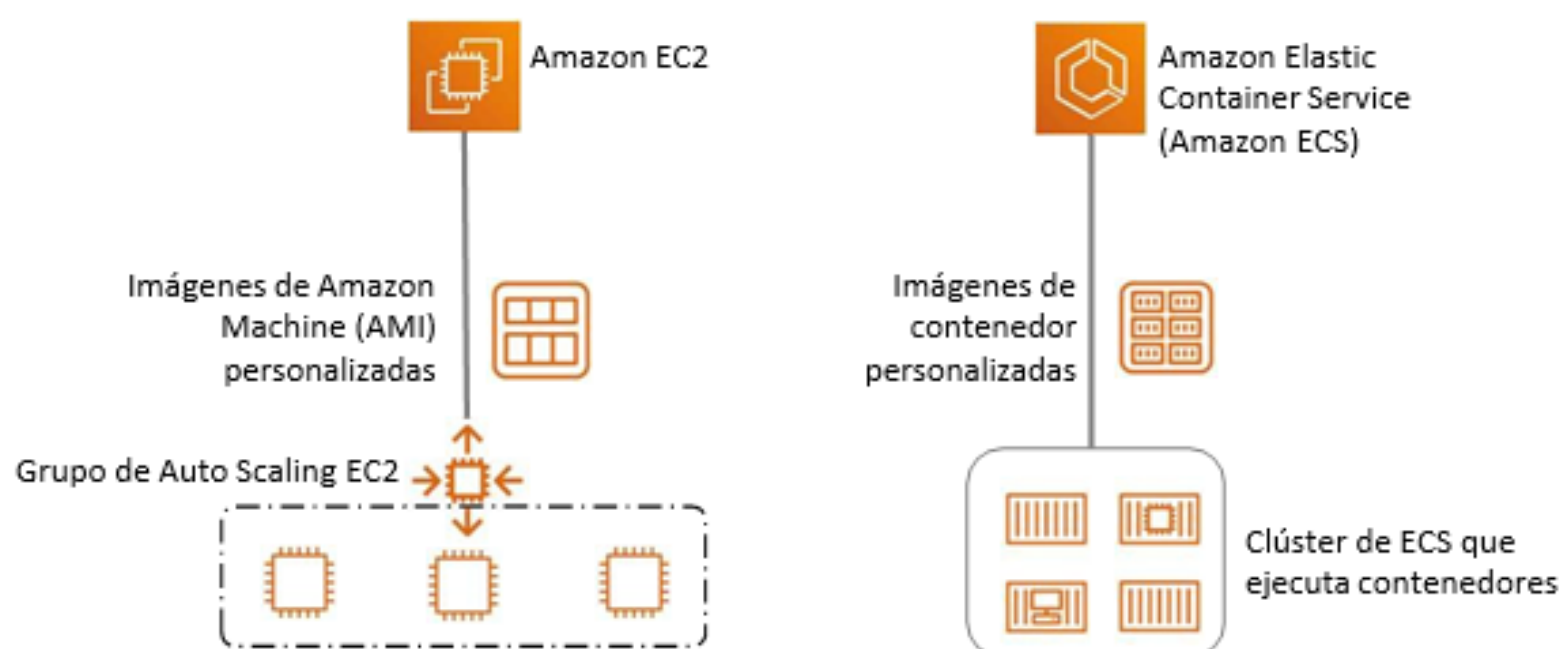 Amazon EC2
Imágenes de Amazon
Machine (AMI)
personalizadas
Grupo de Auto Scaling EC2
Amazon Elastic
Container Service
(Amazon ECS)
Imágenes de
contenedor
personalizadas
Clúster de ECS que
ejecuta contenedores